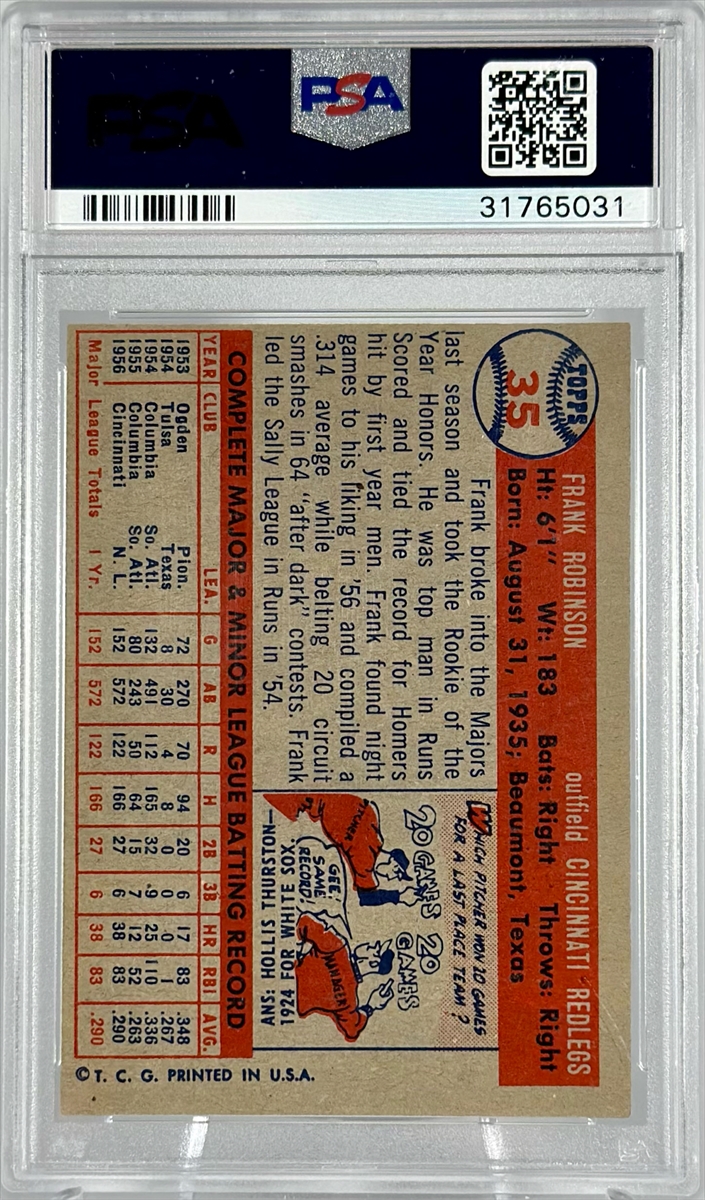 PSA
PSA
31765031
TOPPS
35
FRANK ROBINSON
outfield CINCINNATI REDLEGS
Ht: 6'1" Wt: 183 Bats: Right Throws: Right
Born: August 31, 1935; Beaumont, Texas
Frank broke into the Majors
last season and took the Rookie of the
Year Honors. He was top man in Runs
Scored and tied the record for Homers
hit by first year men. Frank found night
games to his liking in '56 and compiled a
.314 average while belting 20 circuit
smashes in 64 "after dark" contests. Frank
led the Sally League in Runs in '54.
WHICH PITCHER WON 20 GAMES
FOR A LAST PLACE TEAM?
20 GAMES 20 GAMES
PITCHER
MANAGER
GEE!
SAME
RECORD!
ANS: HOLLIS THURSTON—
1924 FOR WHITE SOX
COMPLETE MAJOR & MINOR LEAGUE BATTING RECORD
YEAR CLUB LEA. G AB R H 2B 3B HR RBI AVG.
1953 Ogden Pion. 72 270 70 94 20 6 17 83 .348
1954 Tulsa Texas 8 30 4 8 0 0 0 1 .267
1954 Columbia So. Atl. 132 491 112 165 32 9 25 110 .336
1955 Columbia So. Atl. 80 243 50 64 15 7 12 52 .263
1956 Cincinnati N. L. 152 572 122 166 27 6 38 83 .290
Major League Totals 1 Yr. 152 572 122 166 27 6 38 83 .290
© T. C. G. PRINTED IN U.S.A.